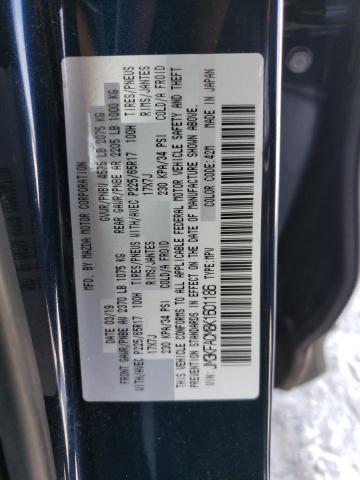 MFD. BY MAZDA MOTOR CORPORATION
DATE: 03/19 GVWR/PNBV 4575 LB 2075 KG
FRONT GAWR/PNBE AV 2370 LB 1075 KG REAR GAWR/PNBE AR 2205 LB 1000 KG
WITH/AVEC P225/65R17 100H TIRES/PNEUS WITH/AVEC P225/65R17 100H TIRES/PNEUS
17X7J RIMS/JANTES 17X7J RIMS/JANTES
230 KPA/34 PSI COLD/A FROID 230 KPA/34 PSI COLD/A FROID
THIS VEHICLE CONFORMS TO ALL APPLICABLE FEDERAL MOTOR VEHICLE SAFETY AND THEFT
PREVENTION STANDARDS IN EFFECT ON THE DATE OF MANUFACTURE SHOWN ABOVE.
VIN: JM3KFACM8K1601186 TYPE: MPV MADE IN JAPAN
COLOR CODE: 42M